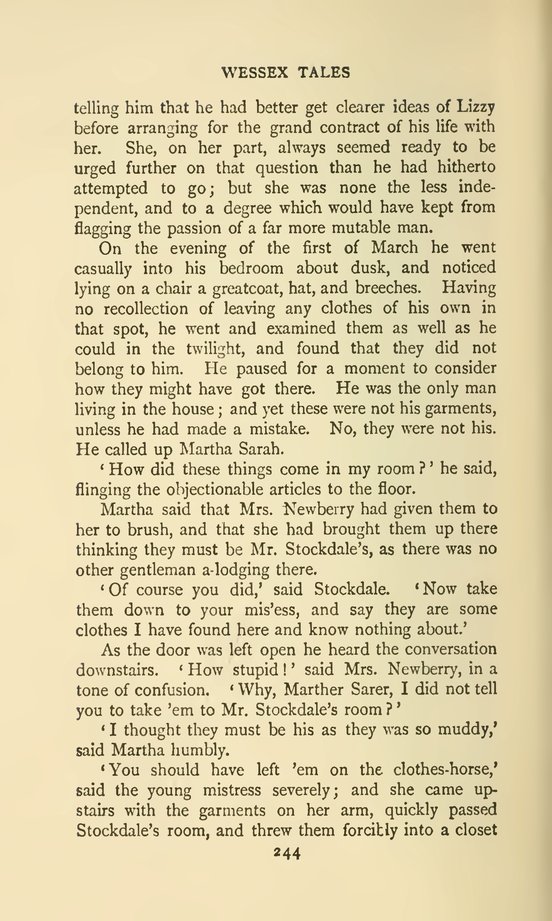 WESSEX TALES
telling him that he had better get clearer ideas of Lizzy
before arranging for the grand contract of his life with
her. She, on her part, always seemed ready to be
urged further on that question than he had hitherto
attempted to go; but she was none the less inde-
pendent, and to a degree which would have kept from
flagging the passion of a far more mutable man.
On the evening of the first of March he went
casually into his bedroom about dusk, and noticed
lying on a chair a greatcoat, hat, and breeches. Having
no recollection of leaving any clothes of his own in
that spot, he went and examined them as well as he
could in the twilight, and found that they did not
belong to him. He paused for a moment to consider
how they might have got there. He was the only man
living in the house; and yet these were not his garments,
unless he had made a mistake. No, they were not his.
He called up Martha Sarah.
‘How did these things come in my room?’ he said,
flinging the objectionable articles to the floor.
Martha said that Mrs. Newberry had given them to
her to brush, and that she had brought them up there
thinking they must be Mr. Stockdale’s, as there was no
other gentleman a-lodging there.
‘Of course you did,’ said Stockdale. ‘Now take
them down to your mis’ess, and say they are some
clothes I have found here and know nothing about.’
As the door was left open he heard the conversation
downstairs. ‘How stupid!’ said Mrs. Newberry, in a
tone of confusion. ‘Why, Marther Sarer, I did not tell
you to take ’em to Mr. Stockdale’s room?’
‘I thought they must be his as they was so muddy,’
said Martha humbly.
‘You should have left ’em on the clothes-horse,’
said the young mistress severely; and she came up-
stairs with the garments on her arm, quickly passed
Stockdale’s room, and threw them forcibly into a closet
244